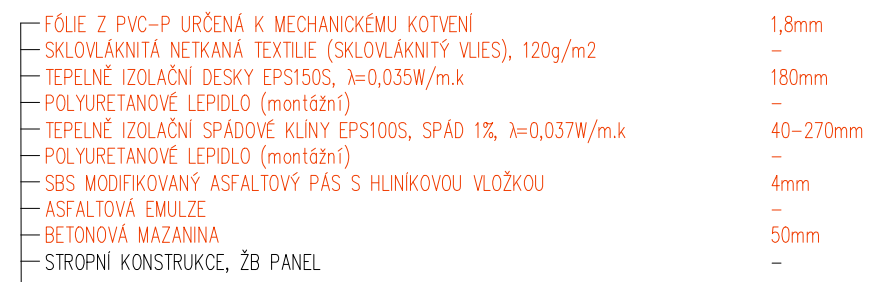 FÓLIE Z PVC-P URČENÁ K MECHANICKÉMU KOTVENÍ 1,8mm
SKLOVLÁKNITÁ NETKANÁ TEXTILIE (SKLOVLÁKNITÝ VLIES), 120g/m2 -
TEPELNĚ IZOLAČNÍ DESKY EPS150S, λ=0,035W/m.k 180mm
POLYURETANOVÉ LEPIDLO (montážní) -
TEPELNĚ IZOLAČNÍ SPÁDOVÉ KLÍNY EPS100S, SPÁD 1%, λ=0,037W/m.k 40-270mm
POLYURETANOVÉ LEPIDLO (montážní) -
SBS MODIFIKOVANÝ ASFALTOVÝ PÁS S HLINÍKOVOU VLOŽKOU 4mm
ASFALTOVÁ EMULZE -
BETONOVÁ MAZANINA 50mm
STROPNÍ KONSTRUKCE, ŽB PANEL -